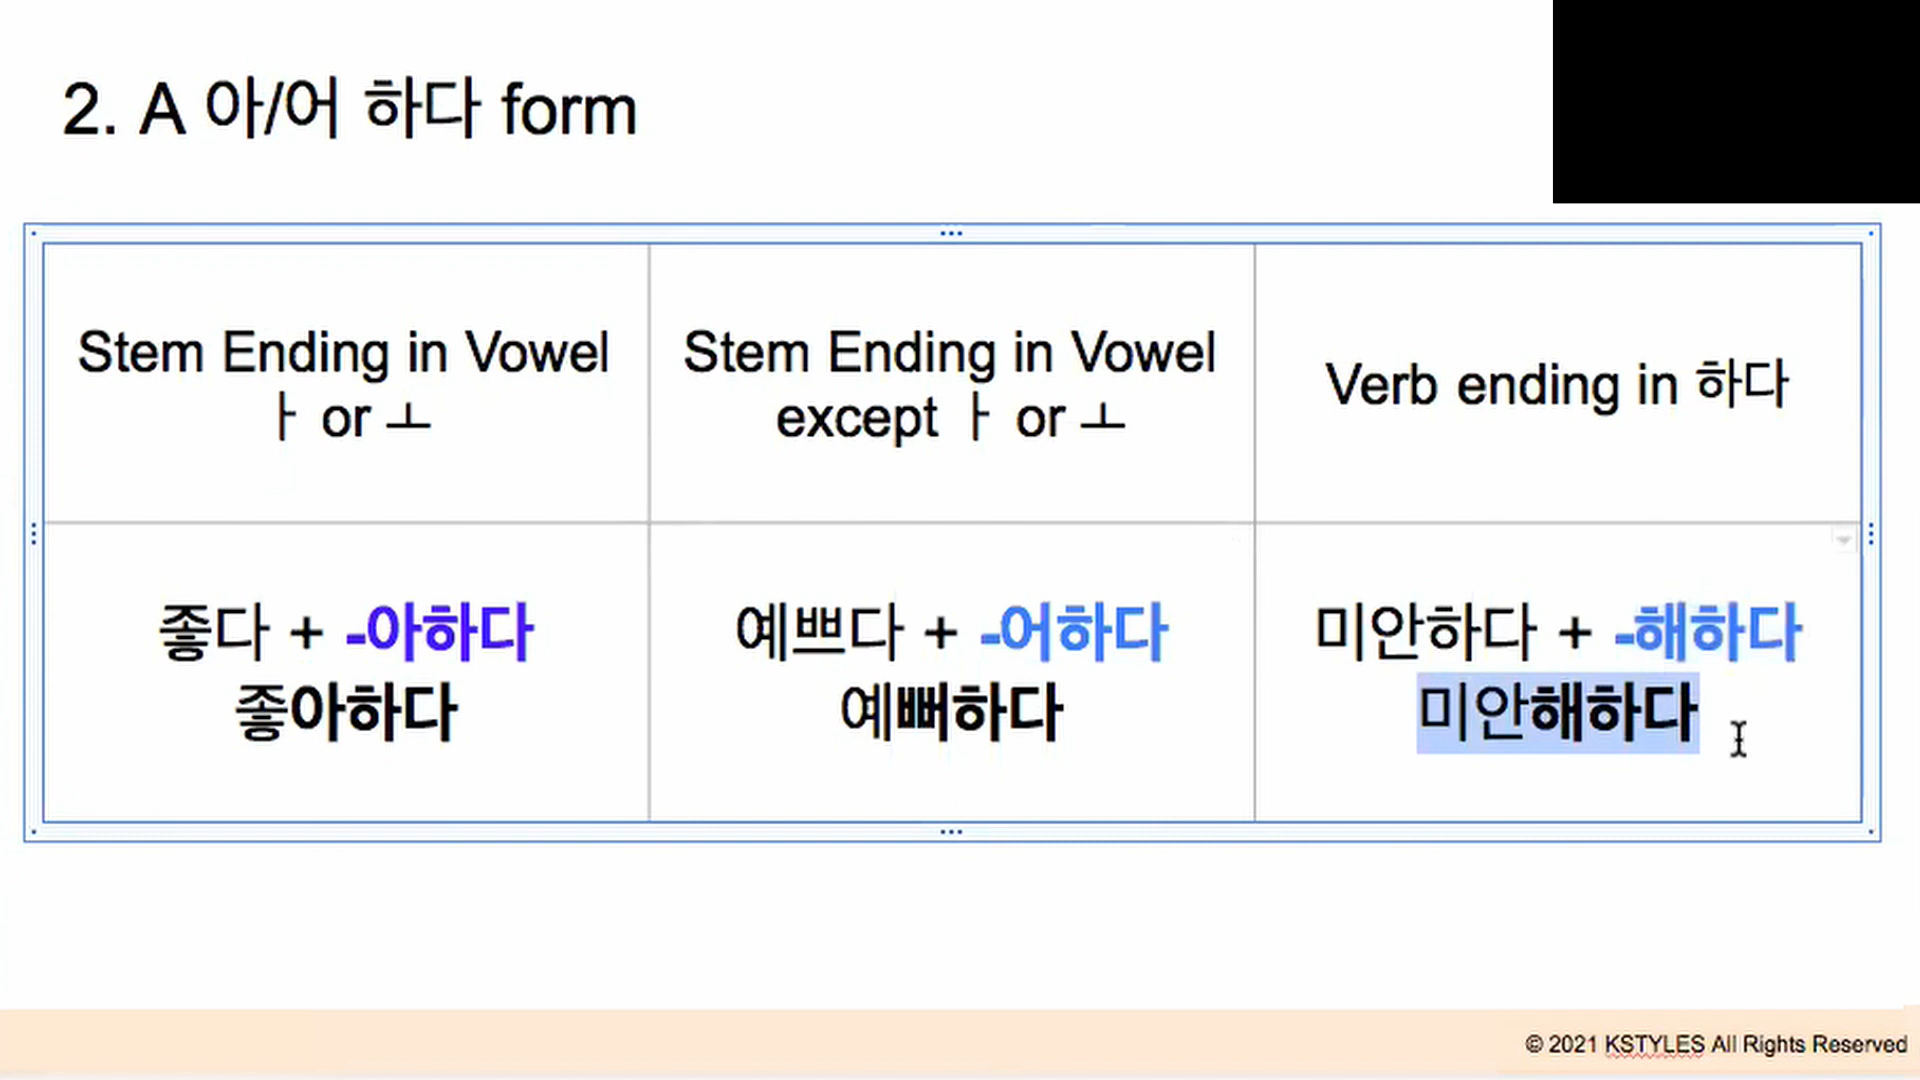 2. A 아/어 하다 form
Stem Ending in Vowel
ㅏ or ㅗ
Stem Ending in Vowel
except ㅏ or ㅗ
Verb ending in 하다
좋다 + -아하다
좋아하다
예쁘다 + -어하다
예뻐하다
미안하다 + -해하다
미안해하다
© 2021 KSTYLES All Rights Reserved